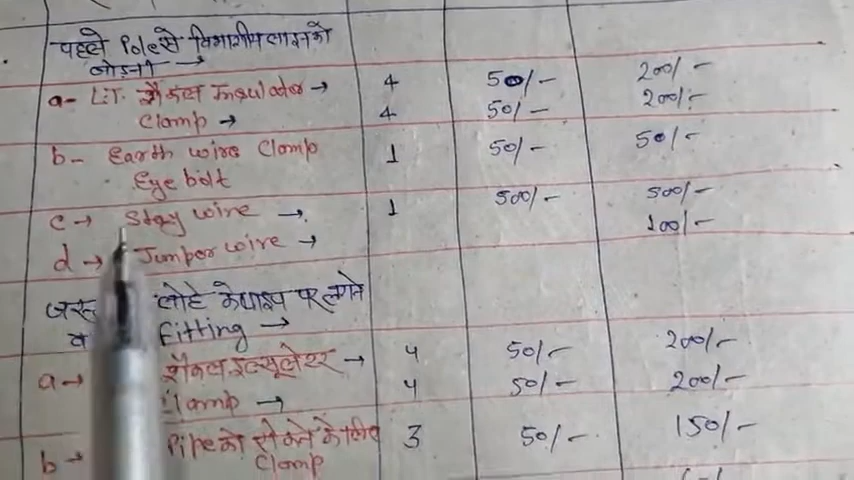 पहले Pole से विभागीय लाइन को
जोड़ना →
a- L.T. शैकल Insulator → 4 50/- 200/-
Clamp → 4 50/- 200/-
b- Earth wire Clamp 1 50/- 50/-
Eye bolt
c → Stay wire → 1 500/- 500/-
d → Jumper wire → 100/-
लोहे के पाइप पर लगने
Fitting →
a → शैकल इन्सूलेटर → 4 50/- 200/-
Clamp → 4 50/- 200/-
b → Pipe को रोकने के लिए 3 50/- 150/-
Clamp